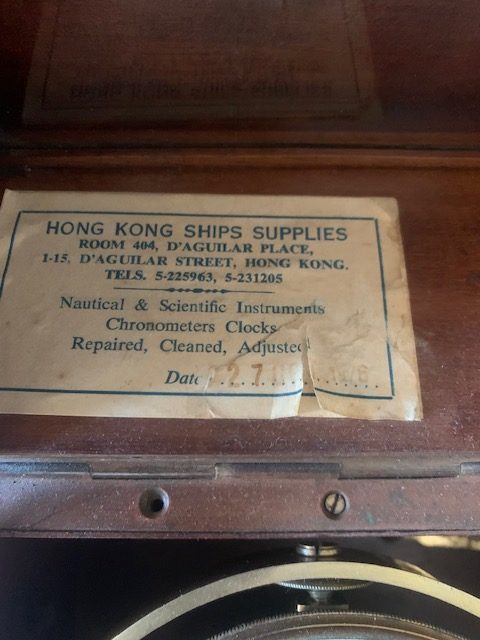 HONG KONG SHIPS SUPPLIES
ROOM 404, D'AGUILAR PLACE,
1-15, D'AGUILAR STREET, HONG KONG.
TELS. 5-225963, 5-231205
Nautical & Scientific Instruments
Chronometers Clocks
Repaired, Cleaned, Adjusted
Date 27